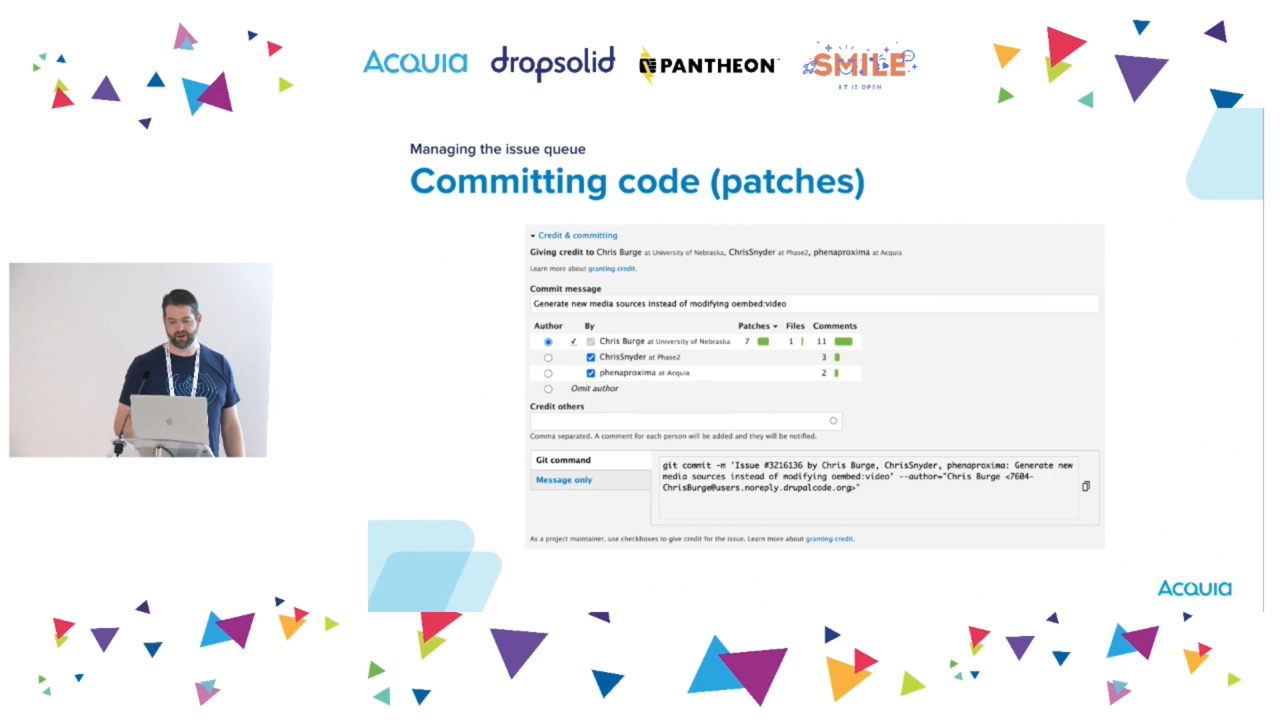 ACQUIA dropsolid PANTHEON SMILE
I.T IS OPEN
Managing the issue queue
Committing code (patches)
Credit & committing
Giving credit to Chris Burge at University of Nebraska, ChrisSnyder at Phase2, phenaproxima at Acquia
Learn more about granting credit.
Commit message
Generate new media sources instead of modifying oembed:video
Author By Patches Files Comments
Chris Burge at University of Nebraska 7 1 11
ChrisSnyder at Phase2 3
phenaproxima at Acquia 2
Omit author
Credit others
Comma separated. A comment for each person will be added and they will be notified.
Git command
Message only
git commit -m 'Issue #3216136 by Chris Burge, ChrisSnyder, phenaproxima: Generate new
media sources instead of modifying oembed:video' --author="Chris Burge <7604-
ChrisBurge@users.noreply.drupalcode.org>"
As a project maintainer, use checkboxes to give credit for the issue. Learn more about granting credit.
ACQUIA